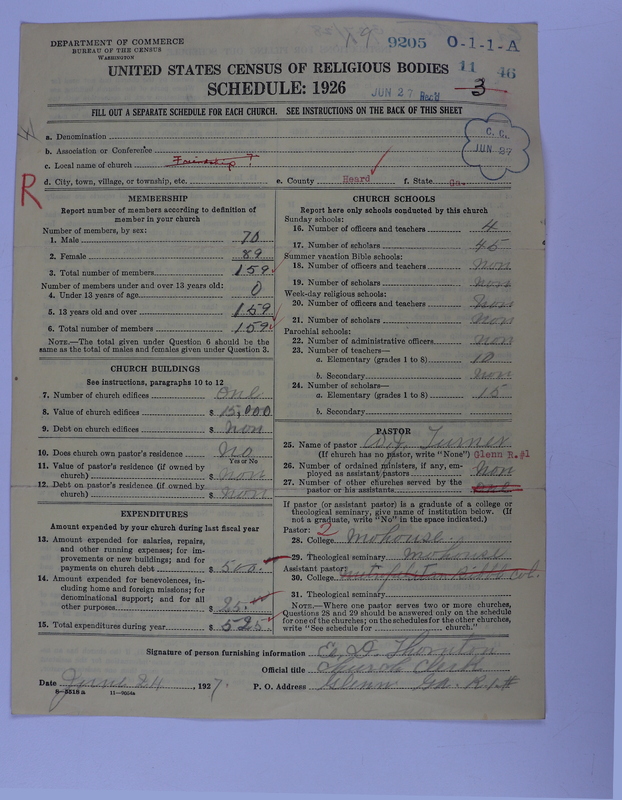 DEPARTMENT OF COMMERCE
BUREAU OF THE CENSUS
WASHINGTON
9205 O-1-1-A
UNITED STATES CENSUS OF RELIGIOUS BODIES
11 46
SCHEDULE: 1926
JUN 27 Rec'd
3
FILL OUT A SEPARATE SCHEDULE FOR EACH CHURCH. SEE INSTRUCTIONS ON THE BACK OF THIS SHEET
C. C.
JUN 27
a. Denomination
b. Association or Conference
c. Local name of church Friendship ?
R
d. City, town, village, or township, etc. e. County Heard f. State Ga.
MEMBERSHIP
Report number of members according to definition of
member in your church
Number of members, by sex:
1. Male 70
2. Female 89
3. Total number of members 159
Number of members under and over 13 years old:
4. Under 13 years of age 0
5. 13 years old and over 159
6. Total number of members 159
NOTE.—The total given under Question 6 should be
same as the total of males and females given under Question 3.
CHURCH BUILDINGS
See instructions, paragraphs 10 to 12
7. Number of church edifices One
8. Value of church edifices $ 15,000
9. Debt on church edifices $ non
10. Does church own pastor's residence No
Yes or No
11. Value of pastor's residence (if owned by
church) $ non
12. Debt on pastor's residence (if owned by
church) $ non
EXPENDITURES
Amount expended by your church during last fiscal year
13. Amount expended for salaries, repairs,
and other running expenses; for im-
provements or new buildings; and for
payments on church debt $ 500.
14. Amount expended for benevolences, in-
cluding home and foreign missions; for
denominational support; and for all
other purposes $ 25.
15. Total expenditures during year $ 525
CHURCH SCHOOLS
Report here only schools conducted by this church
Sunday schools:
16. Number of officers and teachers 4
17. Number of scholars 45
Summer vacation Bible schools:
18. Number of officers and teachers non
19. Number of scholars non
Week-day religious schools:
20. Number of officers and teachers non
21. Number of scholars non
Parochial schools:
22. Number of administrative officers non
23. Number of teachers—
a. Elementary (grades 1 to 8) 10
b. Secondary non
24. Number of scholars—
a. Elementary (grades 1 to 8) 15
b. Secondary
PASTOR
25. Name of pastor Turner
(If church has no pastor, write "None") Glenn R.#1
26. Number of ordained ministers, if any, em-
ployed as assistant pastors non
27. Number of other churches served by the
pastor or his assistants one
If pastor (or assistant pastor) is a graduate of a college or
theological seminary, give name of institution below. (If
not a graduate, write "No" in the space indicated.)
Pastor: 2
28. College Mohouse
29. Theological seminary Mohouse
Assistant pastor:
30. College Col.
31. Theological seminary
NOTE.—Where one pastor serves two or more churches,
Questions 28 and 29 should be answered only on the schedule
for one of the churches; on the schedules for the other churches,
write "See schedule for church."
Signature of person furnishing information E. D. Thornton
Official title Church Clerk
Date June 24, 1927. P. O. Address Glenn Ga. R. 1 #
8—5518 a 11—9054a